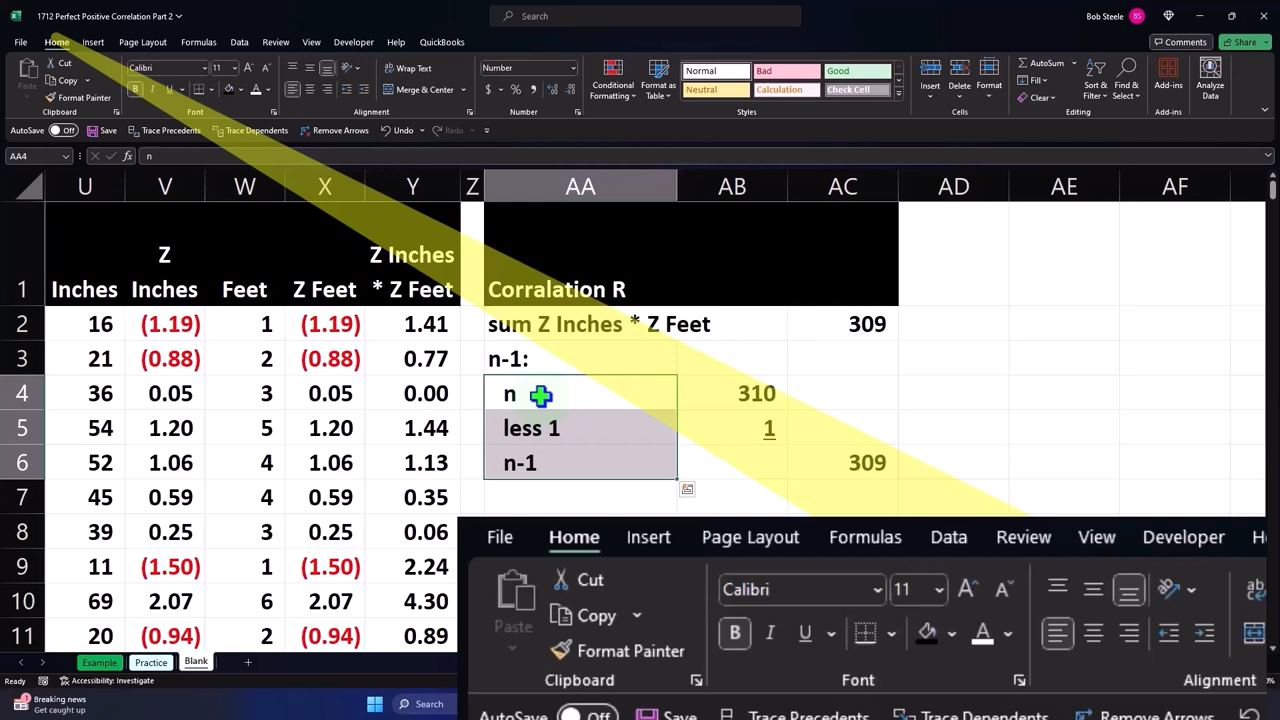 1712 Perfect Positive Correlation Part 2
Search
Bob Steele
BS
File Home Insert Page Layout Formulas Data Review View Developer Help QuickBooks
Comments
Share
Paste
Cut
Copy
Format Painter
Clipboard
Calibri
11
Font
Wrap Text
Merge & Center
Alignment
Number
Number
Conditional Formatting
Format as Table
Normal Bad Good
Neutral Calculation Check Cell
Styles
Insert Delete Format
Cells
AutoSum
Fill
Clear
Sort & Filter
Find & Select
Editing
Add-ins
Add-ins
Analyze Data
AutoSave Off Save Trace Precedents Trace Dependents Remove Arrows Undo Redo
AA4 fx n
U V W X Y Z AA AB AC AD AE AF
1 Inches Z Inches Feet Z Feet Z Inches * Z Feet Corralation R
2 16 (1.19) 1 (1.19) 1.41 sum Z Inches * Z Feet 309
3 21 (0.88) 2 (0.88) 0.77 n-1:
4 36 0.05 3 0.05 0.00 n 310
5 54 1.20 5 1.20 1.44 less 1 1
6 52 1.06 4 1.06 1.13 n-1 309
7 45 0.59 4 0.59 0.35
8 39 0.25 3 0.25 0.06
9 11 (1.50) 1 (1.50) 2.24
10 69 2.07 6 2.07 4.30
11 20 (0.94) 2 (0.94) 0.89
Example Practice Blank
Ready Accessibility: Investigate
Breaking news
Get caught up
Search
File Home Insert Page Layout Formulas Data Review View Developer
Paste
Cut
Copy
Format Painter
Clipboard
Calibri
11
B I U
Font
Alignment
AutoSave Off Save Trace Precedents Trace Dependents